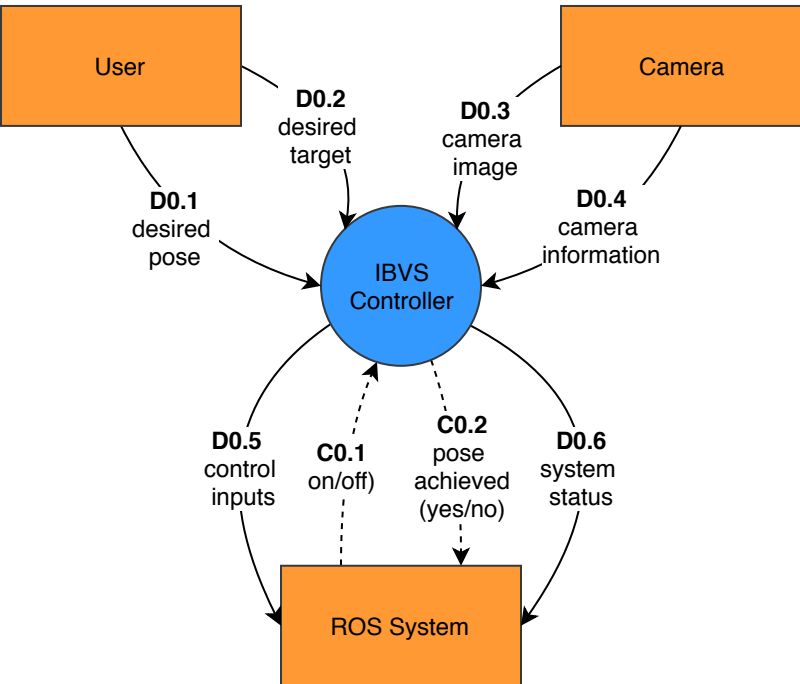 User
Camera
D0.2
desired
target
D0.3
camera
image
D0.1
desired
pose
D0.4
camera
information
IBVS
Controller
D0.5
control
inputs
C0.1
on/off)
C0.2
pose
achieved
(yes/no)
D0.6
system
status
ROS System